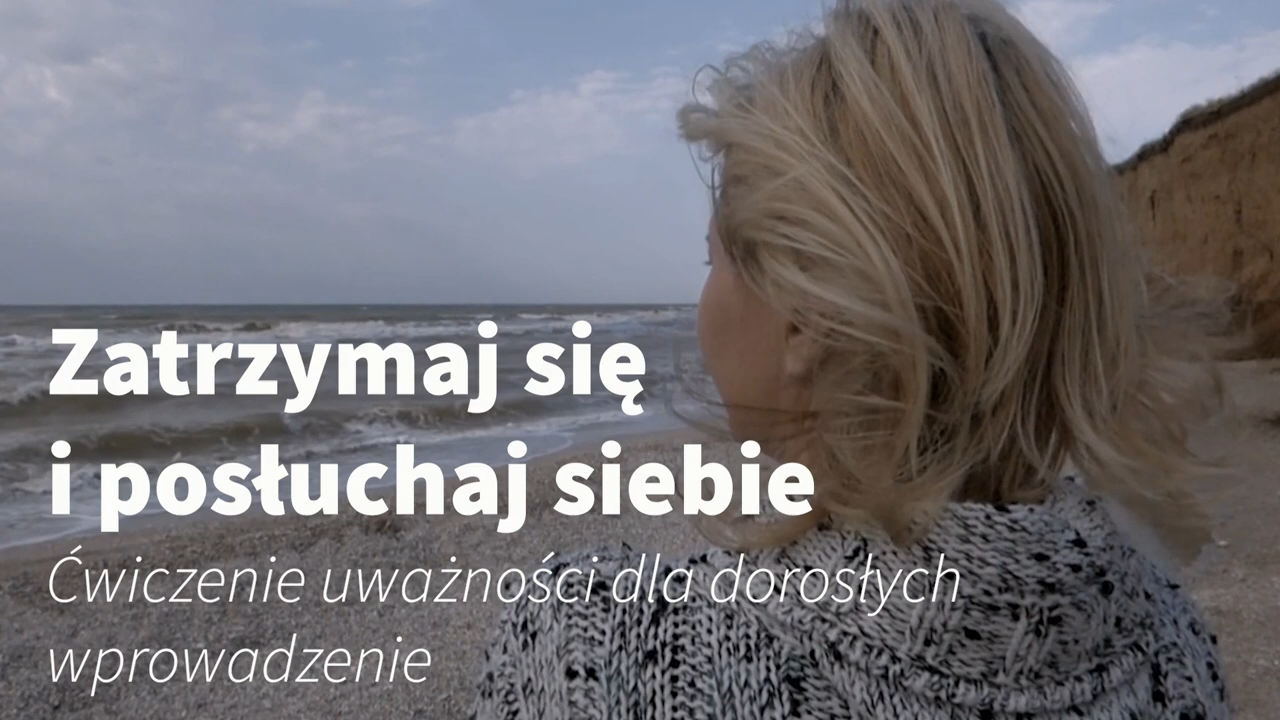 Zatrzymaj się
i posłuchaj siebie
Ćwiczenie uważności dla dorosłych
wprowadzenie